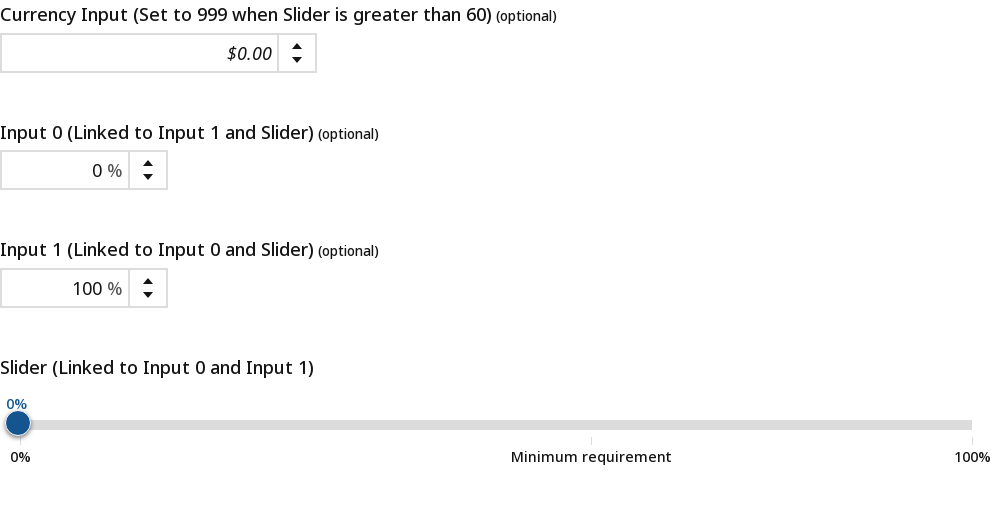 Currency Input (Set to 999 when Slider is greater than 60) (optional)
$0.00
Input 0 (Linked to Input 1 and Slider) (optional)
0 %
Input 1 (Linked to Input 0 and Slider) (optional)
100 %
Slider (Linked to Input 0 and Input 1)
0%
0% Minimum requirement 100%